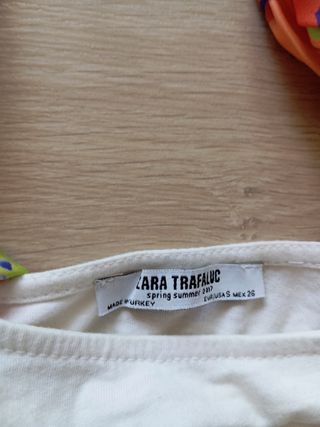 ZARA TRAFALUC
spring summer 2017
MADE IN TURKEY EUR S USA S MEX 26